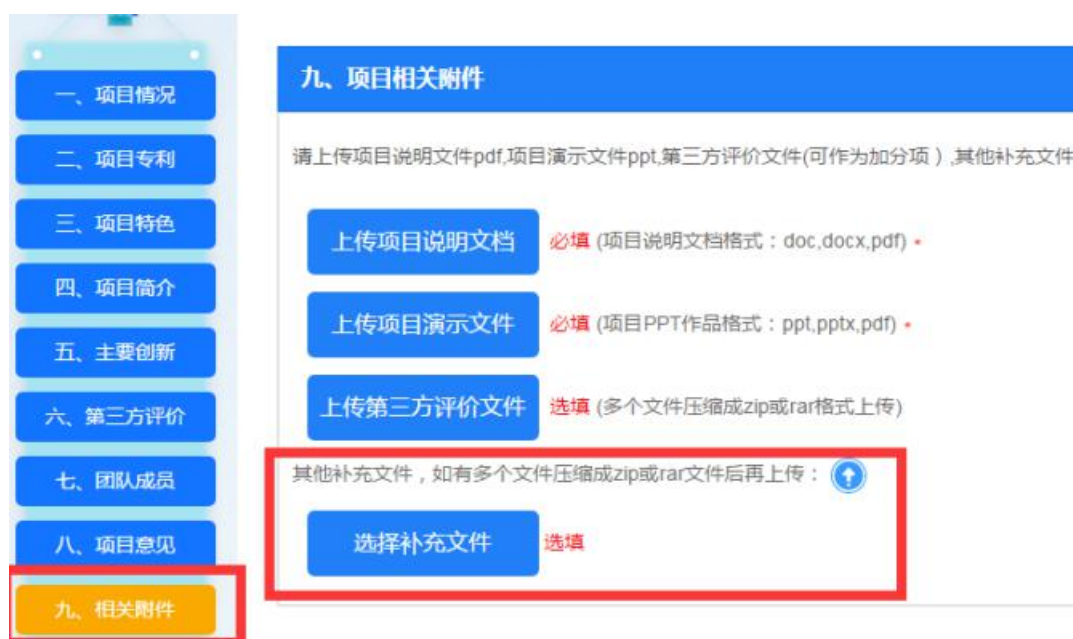 一、项目情况
二、项目专利
三、项目特色
四、项目简介
五、主要创新
六、第三方评价
七、团队成员
八、项目意见
九、相关附件
九、项目相关附件
请上传项目说明文件pdf,项目演示文件ppt,第三方评价文件(可作为加分项）,其他补充文件
上传项目说明文档 必填 (项目说明文档格式：doc,docx,pdf) *
上传项目演示文件 必填 (项目PPT作品格式：ppt,pptx,pdf) *
上传第三方评价文件 选填 (多个文件压缩成zip或rar格式上传)
其他补充文件，如有多个文件压缩成zip或rar文件后再上传：
选择补充文件 选填